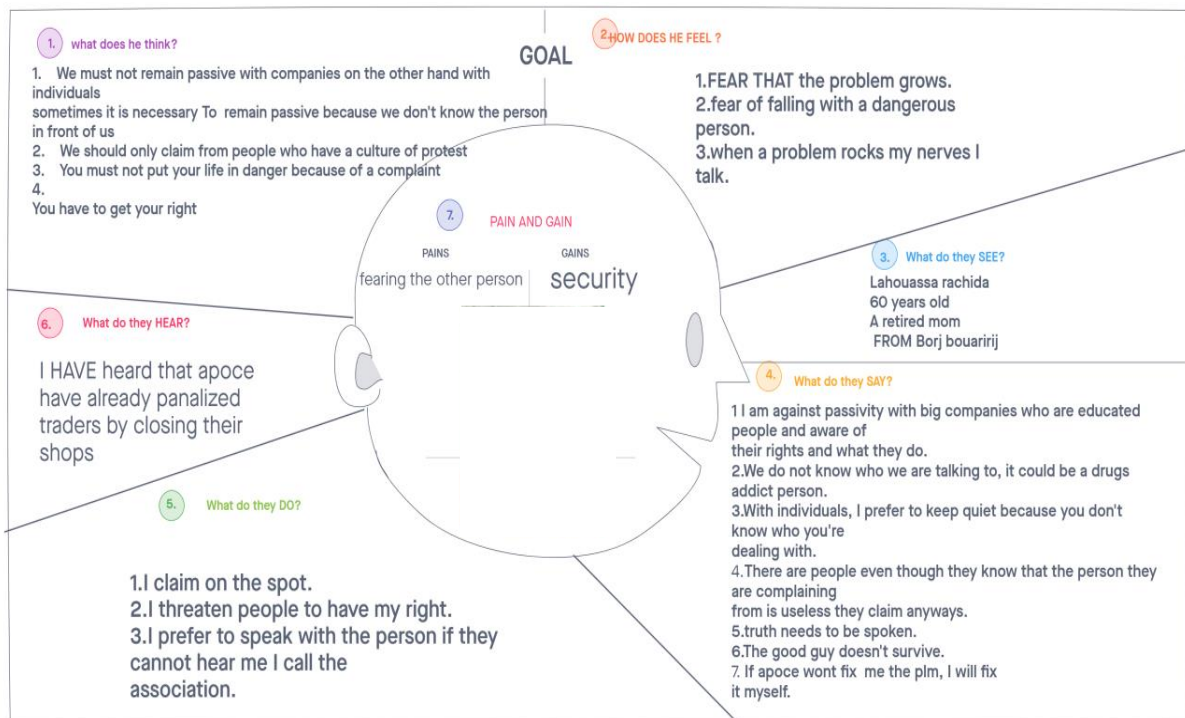 GOAL
1. what does he think?
1. We must not remain passive with companies on the other hand with
individuals
sometimes it is necessary To remain passive because we don't know the person
in front of us
2. We should only claim from people who have a culture of protest
3. You must not put your life in danger because of a complaint
4.
You have to get your right
2. HOW DOES HE FEEL ?
1.FEAR THAT the problem grows.
2.fear of falling with a dangerous
person.
3.when a problem rocks my nerves I
talk.
7. PAIN AND GAIN
PAINS
fearing the other person
GAINS
security
3. What do they SEE?
Lahouassa rachida
60 years old
A retired mom
FROM Borj bouaririj
6. What do they HEAR?
I HAVE heard that apoce
have already panalized
traders by closing their
shops
4. What do they SAY?
1 I am against passivity with big companies who are educated
people and aware of
their rights and what they do.
2.We do not know who we are talking to, it could be a drugs
addict person.
3.With individuals, I prefer to keep quiet because you don't
know who you're
dealing with.
4.There are people even though they know that the person they
are complaining
from is useless they claim anyways.
5.truth needs to be spoken.
6.The good guy doesn't survive.
7. If apoce wont fix me the plm, I will fix
it myself.
5. What do they DO?
1.I claim on the spot.
2.I threaten people to have my right.
3.I prefer to speak with the person if they
cannot hear me I call the
association.